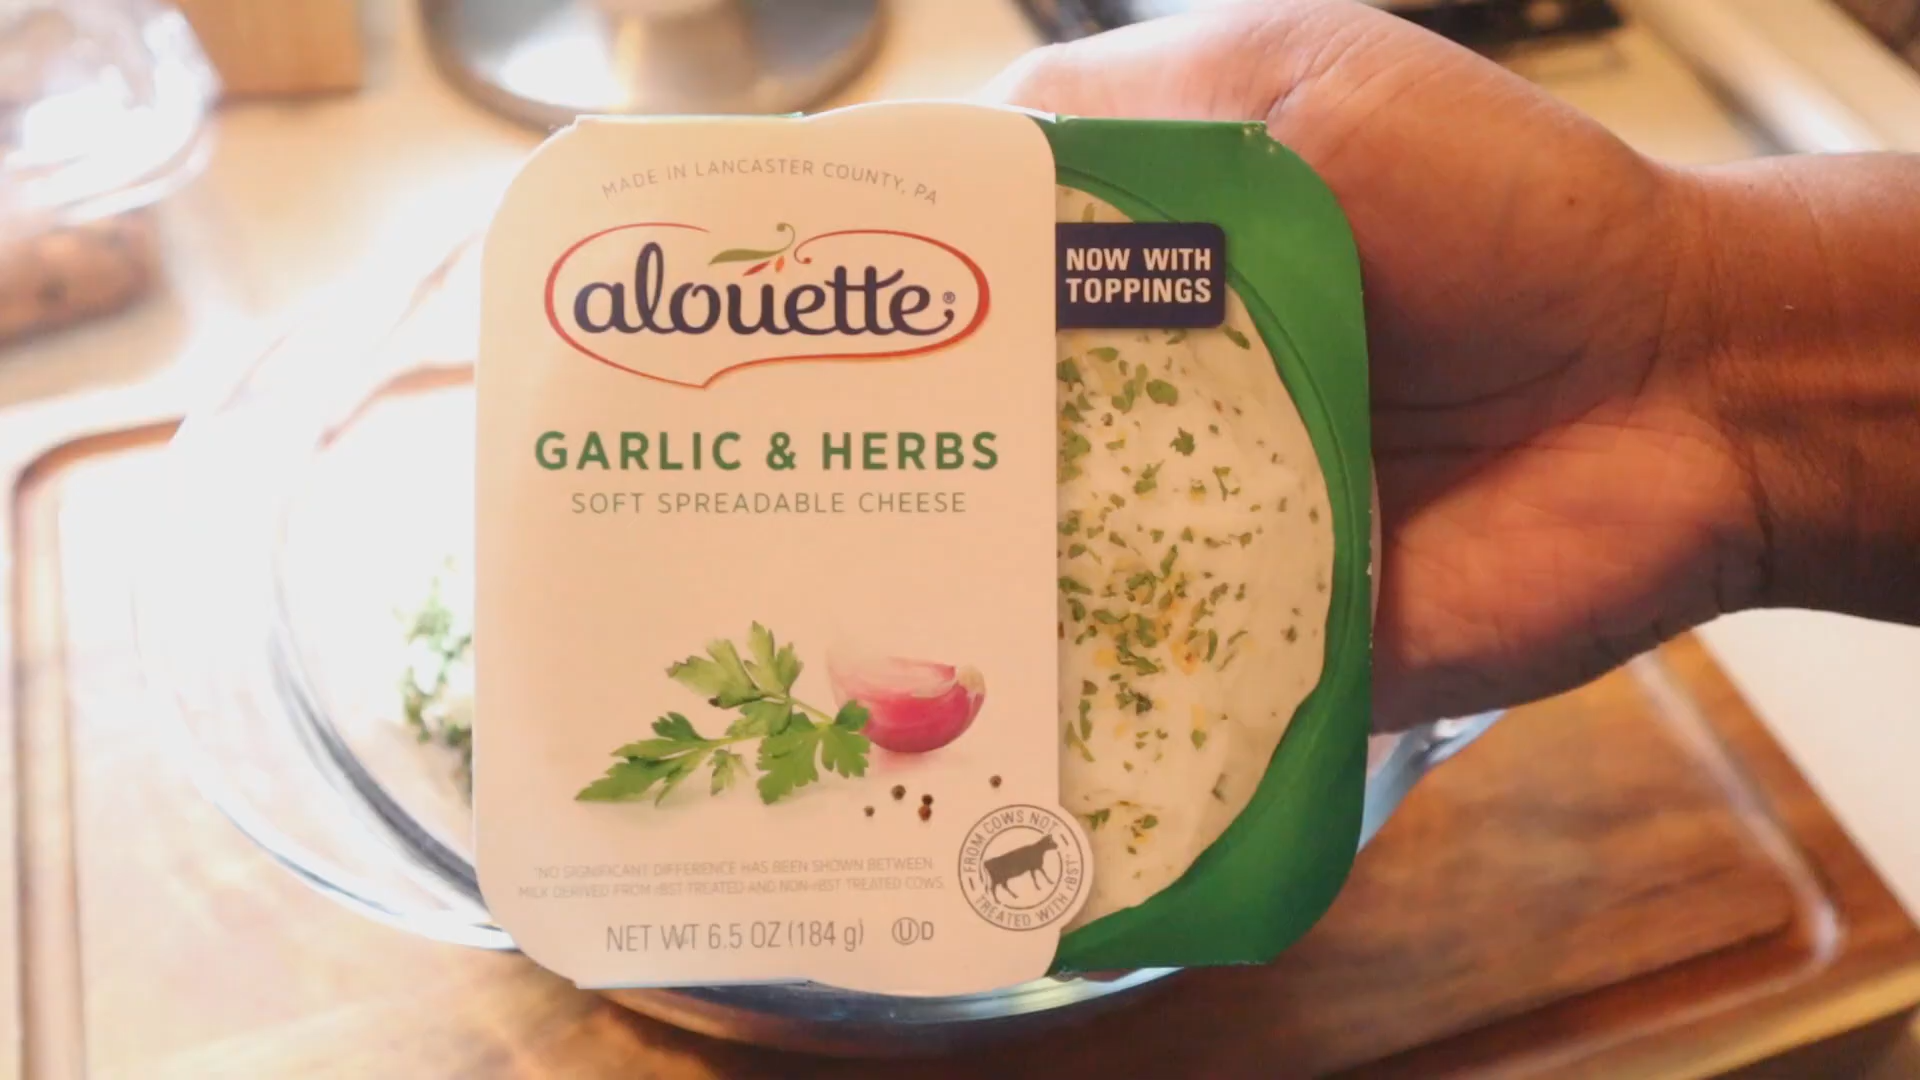 MADE IN LANCASTER COUNTY, PA
alouette®
NOW WITH
TOPPINGS
GARLIC & HERBS
SOFT SPREADABLE CHEESE
FROM COWS NOT
TREATED WITH rBST*
*NO SIGNIFICANT DIFFERENCE HAS BEEN SHOWN BETWEEN
MILK DERIVED FROM rBST TREATED AND NON-rBST TREATED COWS
NET WT 6.5 OZ (184 g) U D